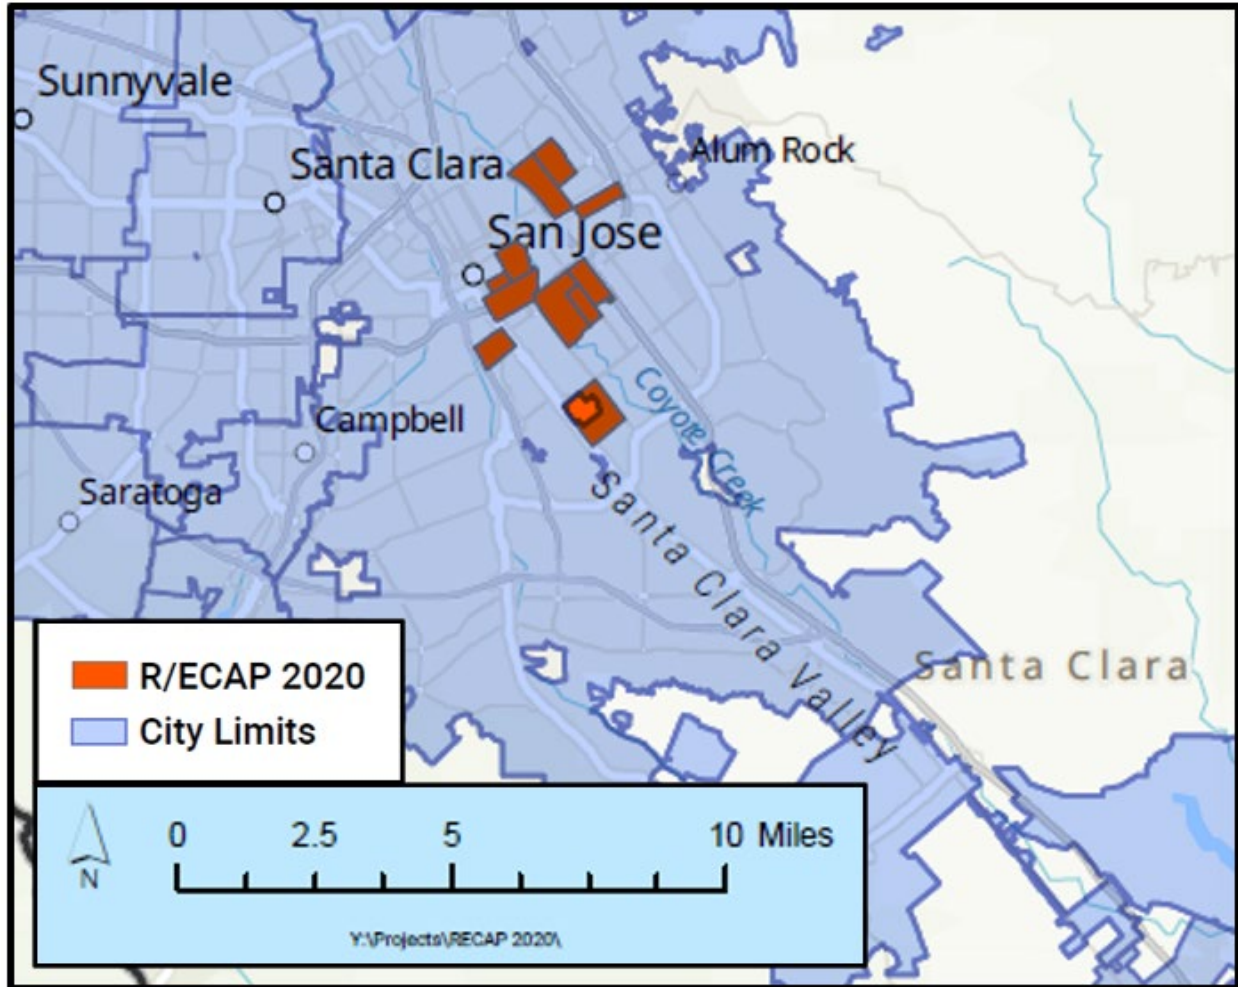 Sunnyvale
Santa Clara
Alum Rock
San Jose
Coyote Creek
Campbell
Saratoga
Santa Clara Valley
Santa Clara
R/ECAP 2020
City Limits
0 2.5 5 10 Miles
N
Y:\Projects\RECAP 2020\